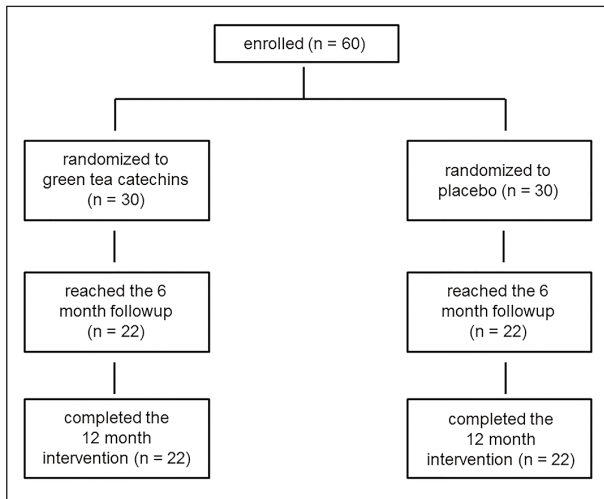 enrolled (n = 60)
randomized to
green tea catechins
(n = 30)
randomized to
placebo (n = 30)
reached the 6
month followup
(n = 22)
reached the 6
month followup
(n = 22)
completed the
12 month
intervention (n = 22)
completed the
12 month
intervention (n = 22)